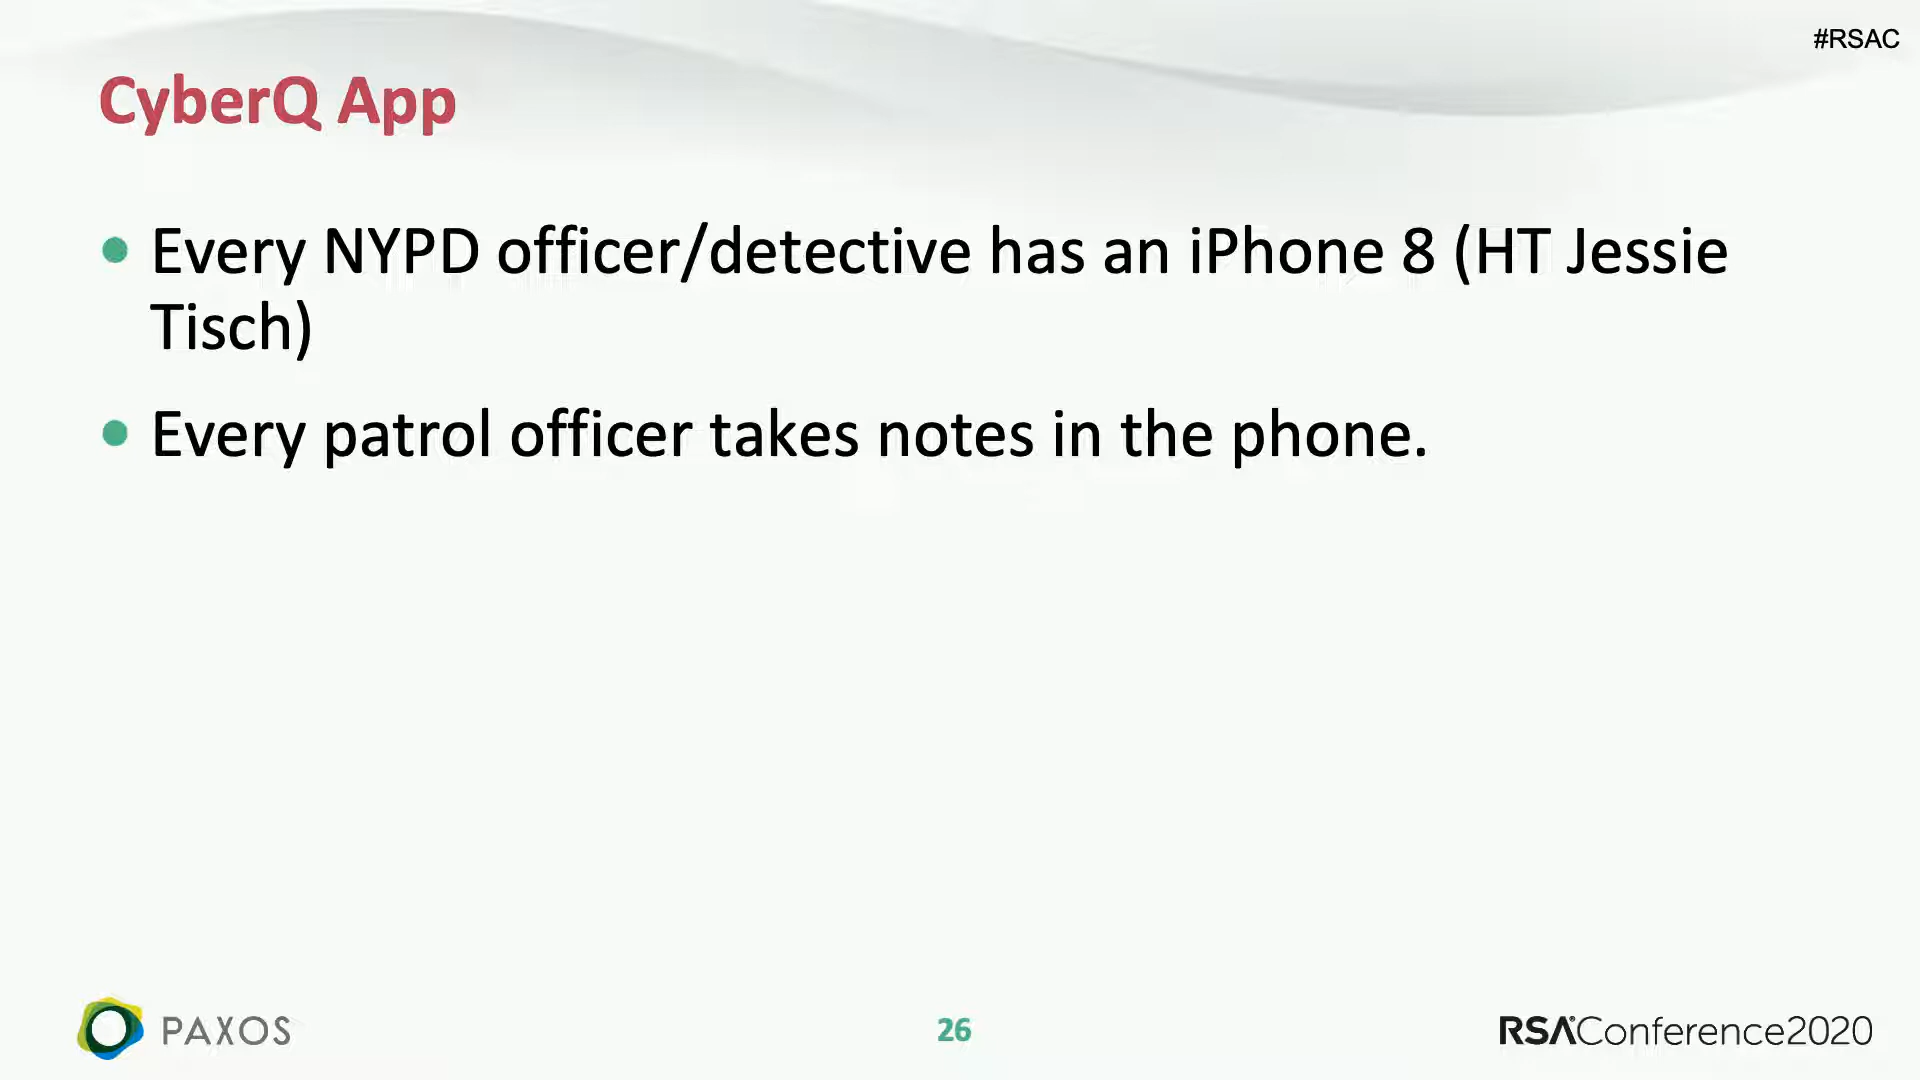 #RSAC
CyberQ App
• Every NYPD officer/detective has an iPhone 8 (HT Jessie
Tisch)
• Every patrol officer takes notes in the phone.
PAXOS
26
RSAConference2020